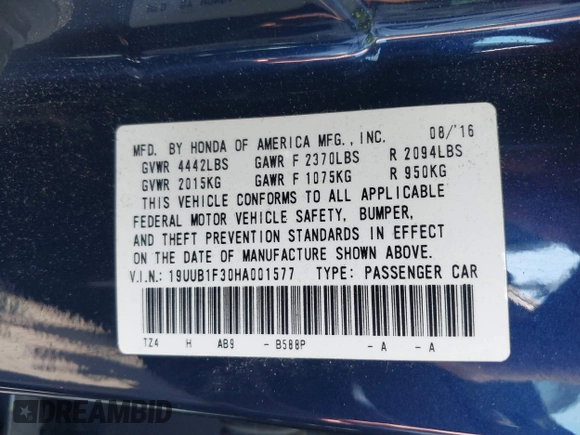 MFD. BY HONDA OF AMERICA MFG., INC. 08/'16
GVWR 4442LBS GAWR F 2370LBS R 2094LBS
GVWR 2015KG GAWR F 1075KG R 950KG
THIS VEHICLE CONFORMS TO ALL APPLICABLE
FEDERAL MOTOR VEHICLE SAFETY, BUMPER,
AND THEFT PREVENTION STANDARDS IN EFFECT
ON THE DATE OF MANUFACTURE SHOWN ABOVE.
V.I.N.: 19UUB1F30HA001577 TYPE: PASSENGER CAR
TZ4 H AB9 - B588P - A - A
DREAMBID